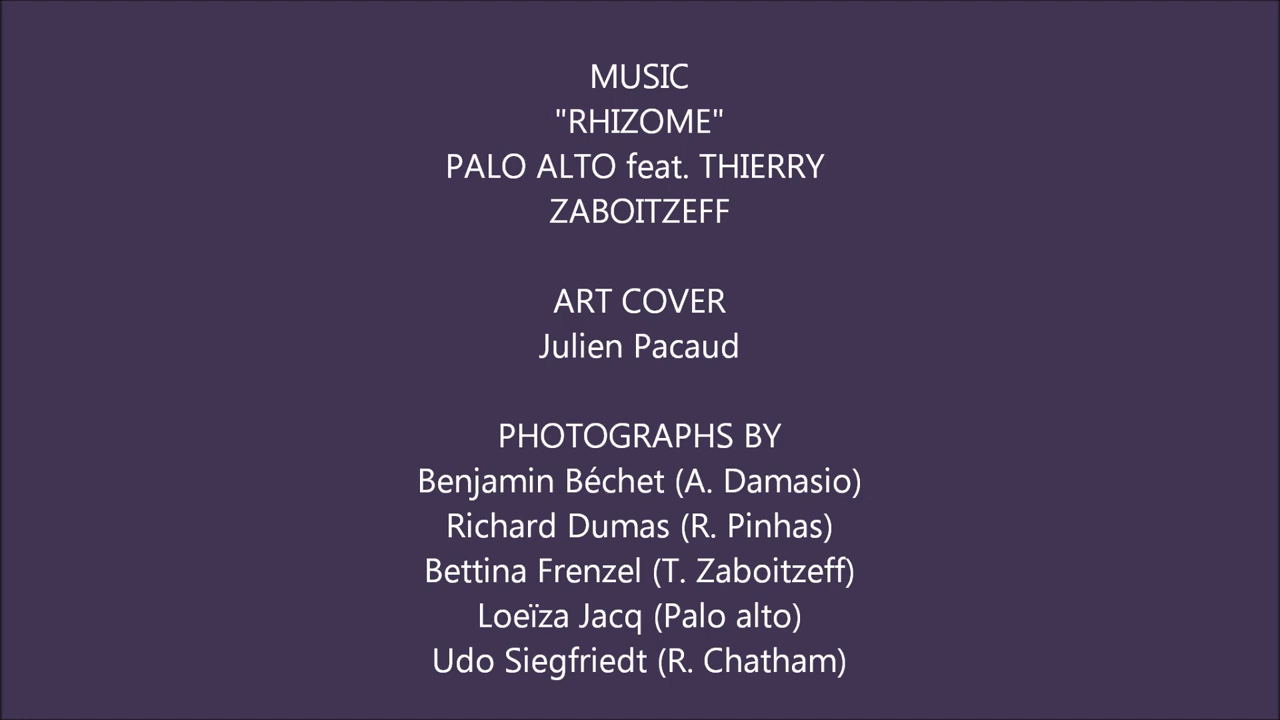 MUSIC
"RHIZOME"
PALO ALTO feat. THIERRY
ZABOITZEFF
ART COVER
Julien Pacaud
PHOTOGRAPHS BY
Benjamin Béchet (A. Damasio)
Richard Dumas (R. Pinhas)
Bettina Frenzel (T. Zaboitzeff)
Loeïza Jacq (Palo alto)
Udo Siegfriedt (R. Chatham)